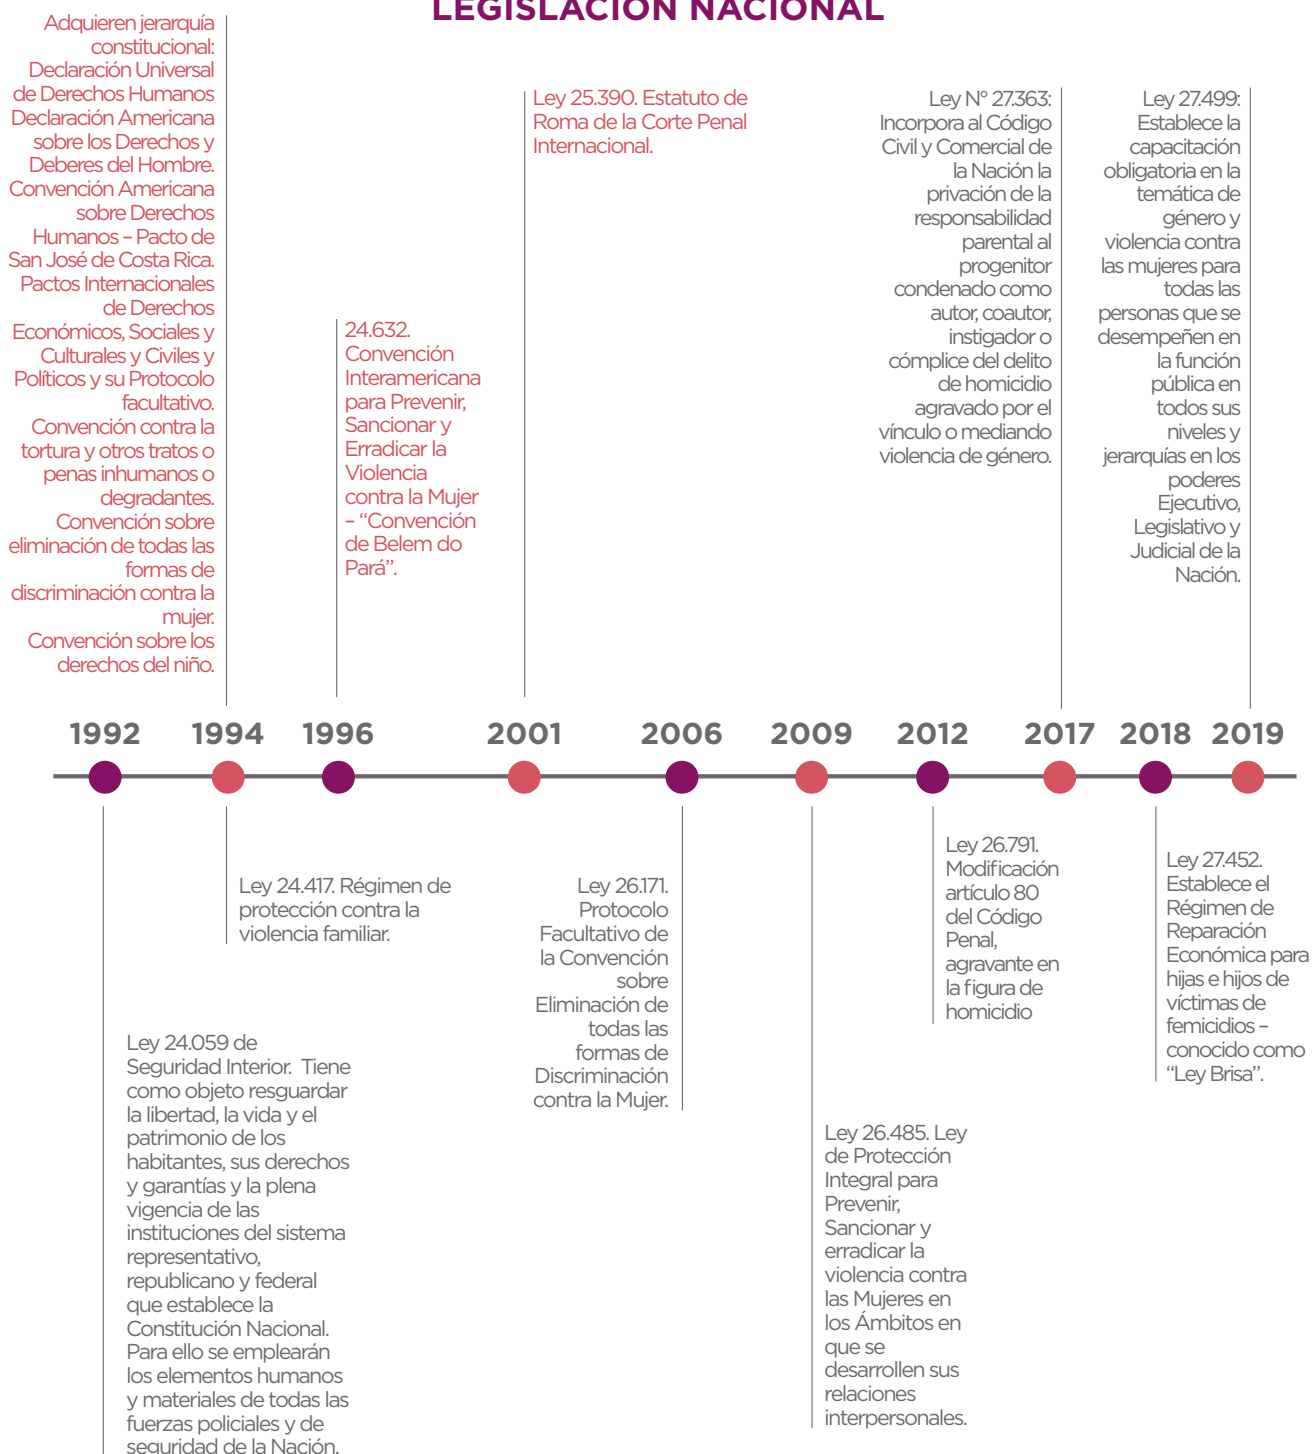 LEGISLACIÓN NACIONAL
Adquieren jerarquía
constitucional:
Declaración Universal
de Derechos Humanos
Declaración Americana
sobre los Derechos y
Deberes del Hombre.
Convención Americana
sobre Derechos
Humanos – Pacto de
San José de Costa Rica.
Pactos Internacionales
de Derechos
Económicos, Sociales y
Culturales y Civiles y
Políticos y su Protocolo
facultativo.
Convención contra la
tortura y otros tratos o
penas inhumanos o
degradantes.
Convención sobre
eliminación de todas las
formas de
discriminación contra la
mujer.
Convención sobre los
derechos del niño.
24.632.
Convención
Interamericana
para Prevenir,
Sancionar y
Erradicar la
Violencia
contra la Mujer
– “Convención
de Belem do
Pará”.
Ley 25.390. Estatuto de
Roma de la Corte Penal
Internacional.
Ley N° 27.363:
Incorpora al Código
Civil y Comercial de
la Nación la
privación de la
responsabilidad
parental al
progenitor
condenado como
autor, coautor,
instigador o
cómplice del delito
de homicidio
agravado por el
vínculo o mediando
violencia de género.
Ley 27.499:
Establece la
capacitación
obligatoria en la
temática de
género y
violencia contra
las mujeres para
todas las
personas que se
desempeñen en
la función
pública en
todos sus
niveles y
jerarquías en los
poderes
Ejecutivo,
Legislativo y
Judicial de la
Nación.
1992 1994 1996 2001 2006 2009 2012 2017 2018 2019
Ley 24.059 de
Seguridad Interior. Tiene
como objeto resguardar
la libertad, la vida y el
patrimonio de los
habitantes, sus derechos
y garantías y la plena
vigencia de las
instituciones del sistema
representativo,
republicano y federal
que establece la
Constitución Nacional.
Para ello se emplearán
los elementos humanos
y materiales de todas las
fuerzas policiales y de
seguridad de la Nación.
Ley 24.417. Régimen de
protección contra la
violencia familiar.
Ley 26.171.
Protocolo
Facultativo de
la Convención
sobre
Eliminación de
todas las
formas de
Discriminación
contra la Mujer.
Ley 26.485. Ley
de Protección
Integral para
Prevenir,
Sancionar y
erradicar la
violencia contra
las Mujeres en
los Ámbitos en
que se
desarrollen sus
relaciones
interpersonales.
Ley 26.791.
Modificación
artículo 80
del Código
Penal,
agravante en
la figura de
homicidio
Ley 27.452.
Establece el
Régimen de
Reparación
Económica para
hijas e hijos de
víctimas de
femicidios –
conocido como
“Ley Brisa”.